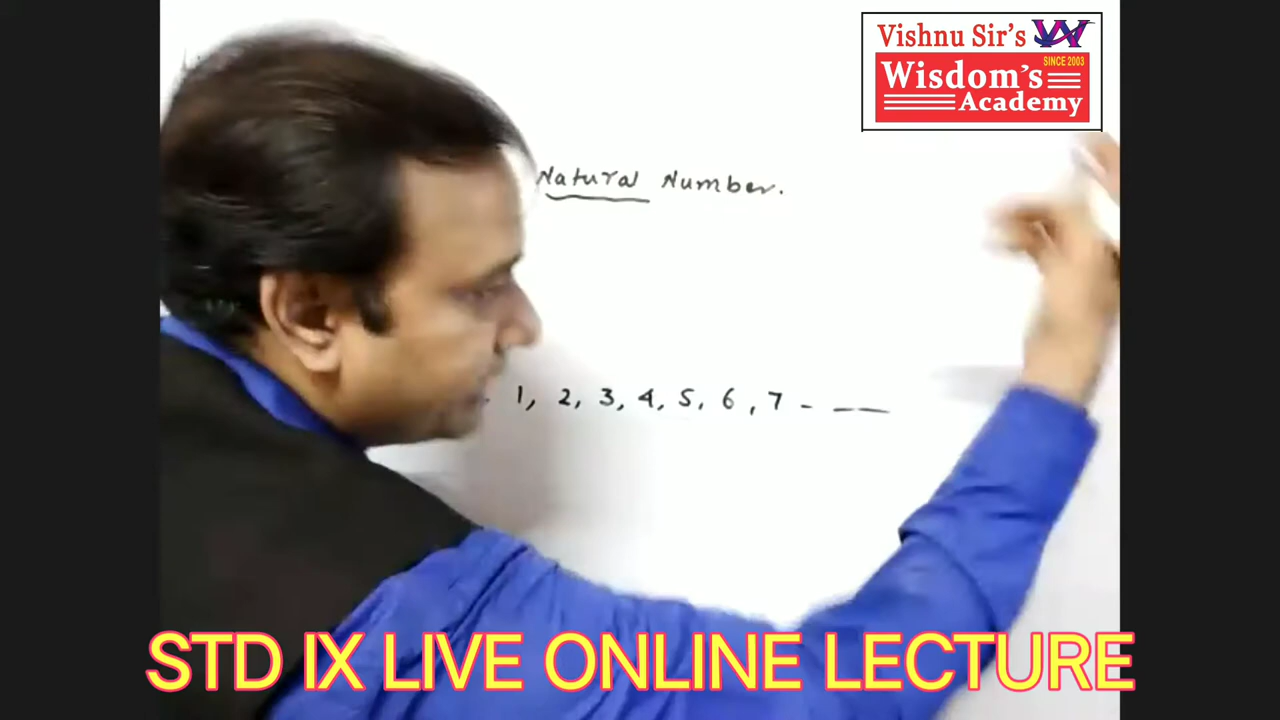 Vishnu Sir's
SINCE 2003
Wisdom's
Academy
Natural Number.
1, 2, 3, 4, 5, 6, 7 - ——
STD IX LIVE ONLINE LECTURE